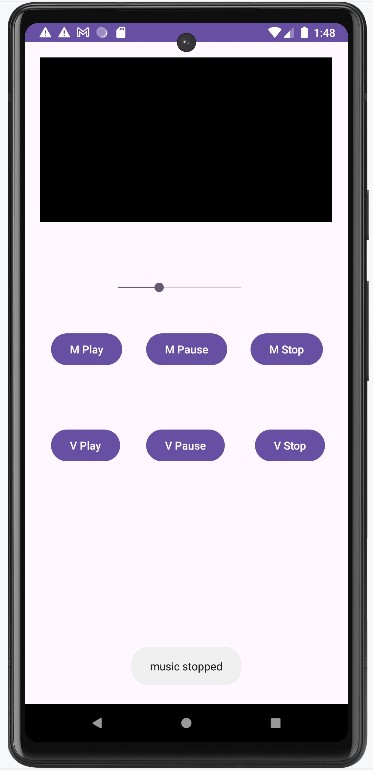 1:48
M Play
M Pause
M Stop
V Play
V Pause
V Stop
music stopped